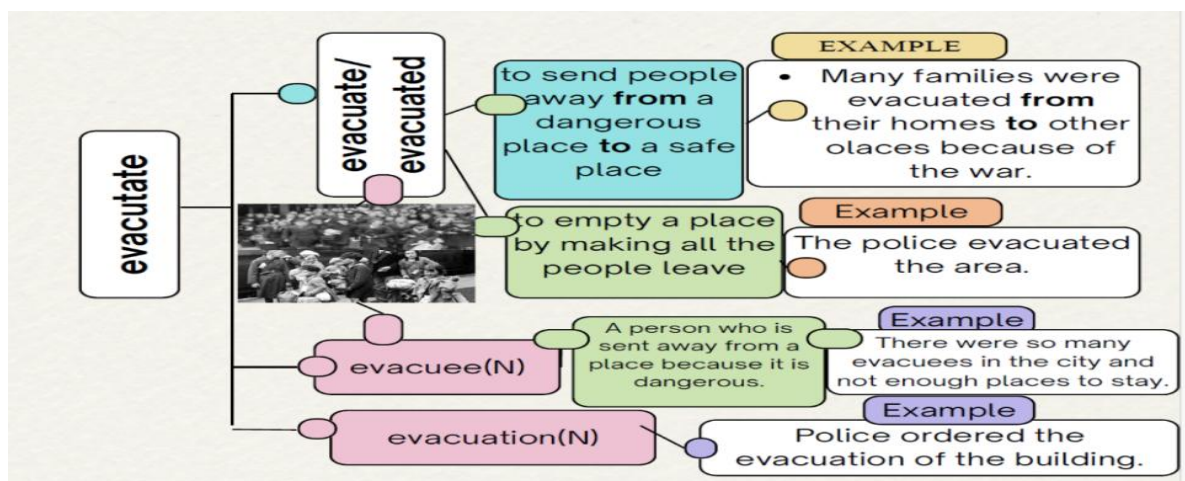 evacutate
evacuate/
evacuated
to send people
away from a
dangerous
place to a safe
place
EXAMPLE
• Many families were
evacuated from
their homes to other
olaces because of
the war.
to empty a place
by making all the
people leave
Example
The police evacuated
the area.
evacuee(N)
A person who is
sent away from a
place because it is
dangerous.
Example
There were so many
evacuees in the city and
not enough places to stay.
evacuation(N)
Example
Police ordered the
evacuation of the building.